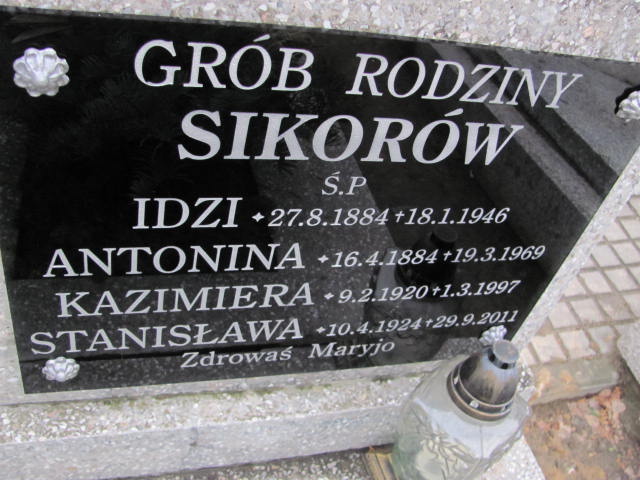 GRÓB RODZINY
SIKORÓW
Ś.P
IDZI ✦ 27.8.1884 ✝ 18.1.1946
ANTONINA ✦ 16.4.1884 ✝ 19.3.1969
KAZIMIERA ✦ 9.2.1920 ✝ 1.3.1997
STANISŁAWA ✦ 10.4.1924 ✝ 29.9.2011
Zdrowaś Maryjo